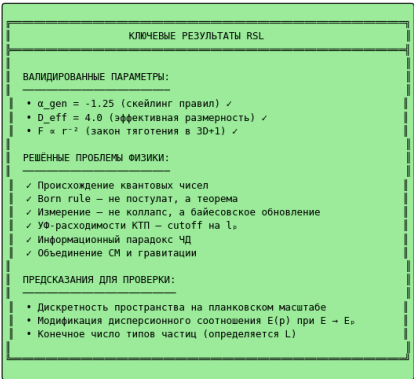 КЛЮЧЕВЫЕ РЕЗУЛЬТАТЫ RSL
ВАЛИДИРОВАННЫЕ ПАРАМЕТРЫ:
• α_gen = -1.25 (скейлинг правил) ✓
• D_eff = 4.0 (эффективная размерность) ✓
• F ∝ r⁻² (закон тяготения в 3D+1) ✓
РЕШЁННЫЕ ПРОБЛЕМЫ ФИЗИКИ:
✓ Происхождение квантовых чисел
✓ Born rule — не постулат, а теорема
✓ Измерение — не коллапс, а байесовское обновление
✓ УФ-расходимости КТП — cutoff на lₚ
✓ Информационный парадокс ЧД
✓ Объединение СМ и гравитации
ПРЕДСКАЗАНИЯ ДЛЯ ПРОВЕРКИ:
• Дискретность пространства на планковском масштабе
• Модификация дисперсионного соотношения E(p) при E → Eₚ
• Конечное число типов частиц (определяется L)